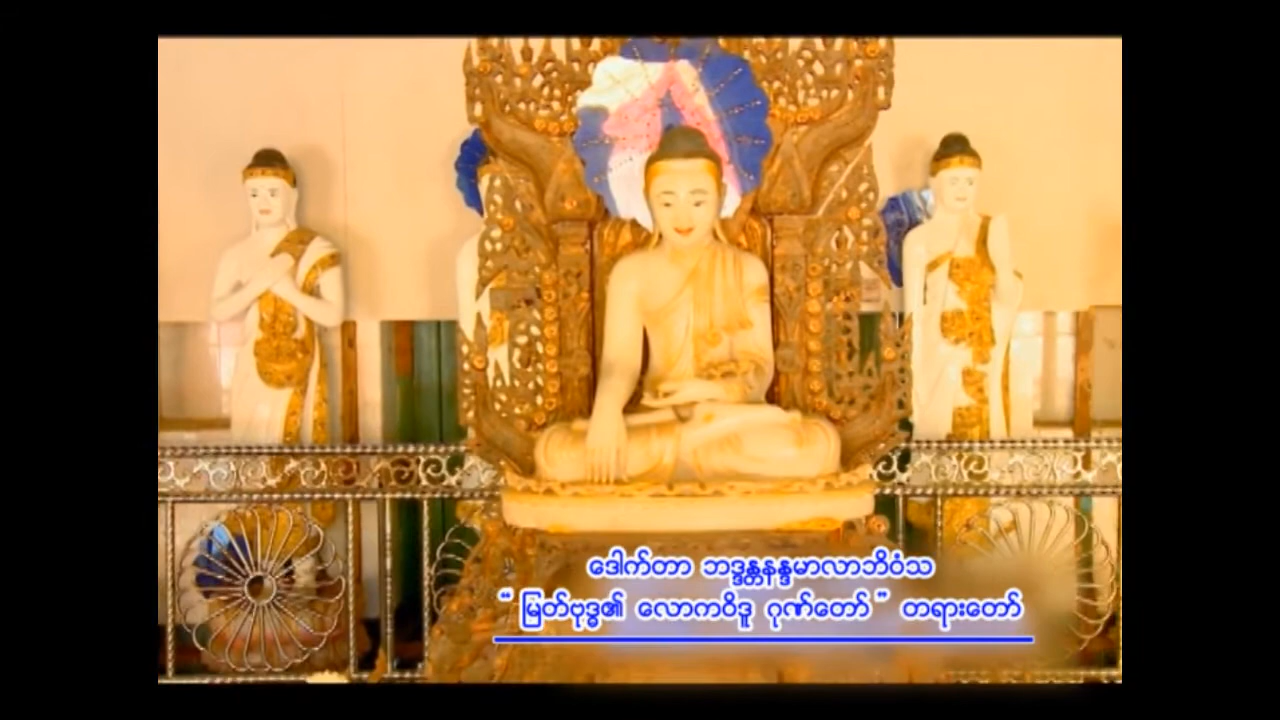 ဒေါက်တာ ဘဒ္ဒန္တနန္ဒမာလာဘိဝံသ
“ မြတ်ဗုဒ္ဓ၏ လောကဝိဒူ ဂုဏ်တော် ” တရားတော်